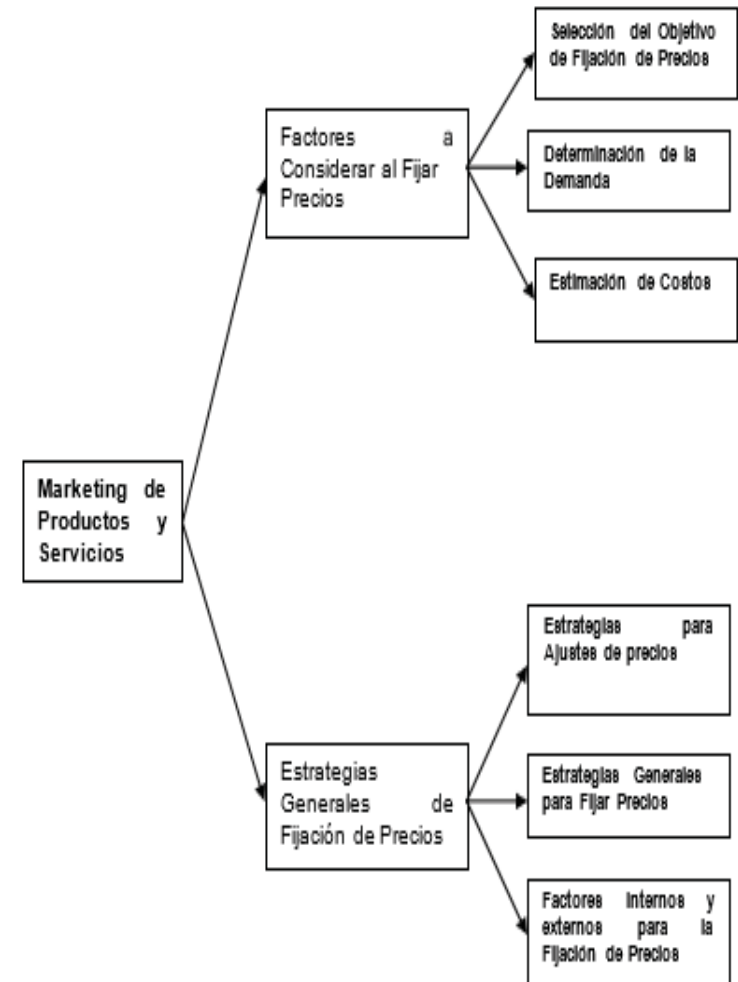 Selección del Objetivo
de Fijación de Precios
Factores a
Considerar al Fijar
Precios
Determinación de la
Demanda
Estimación de Costos
Marketing de
Productos y
Servicios
Estrategias para
Ajustes de precios
Estrategias
Generales de
Fijación de Precios
Estrategias Generales
para Fijar Precios
Factores Internos y
externos para la
Fijación de Precios